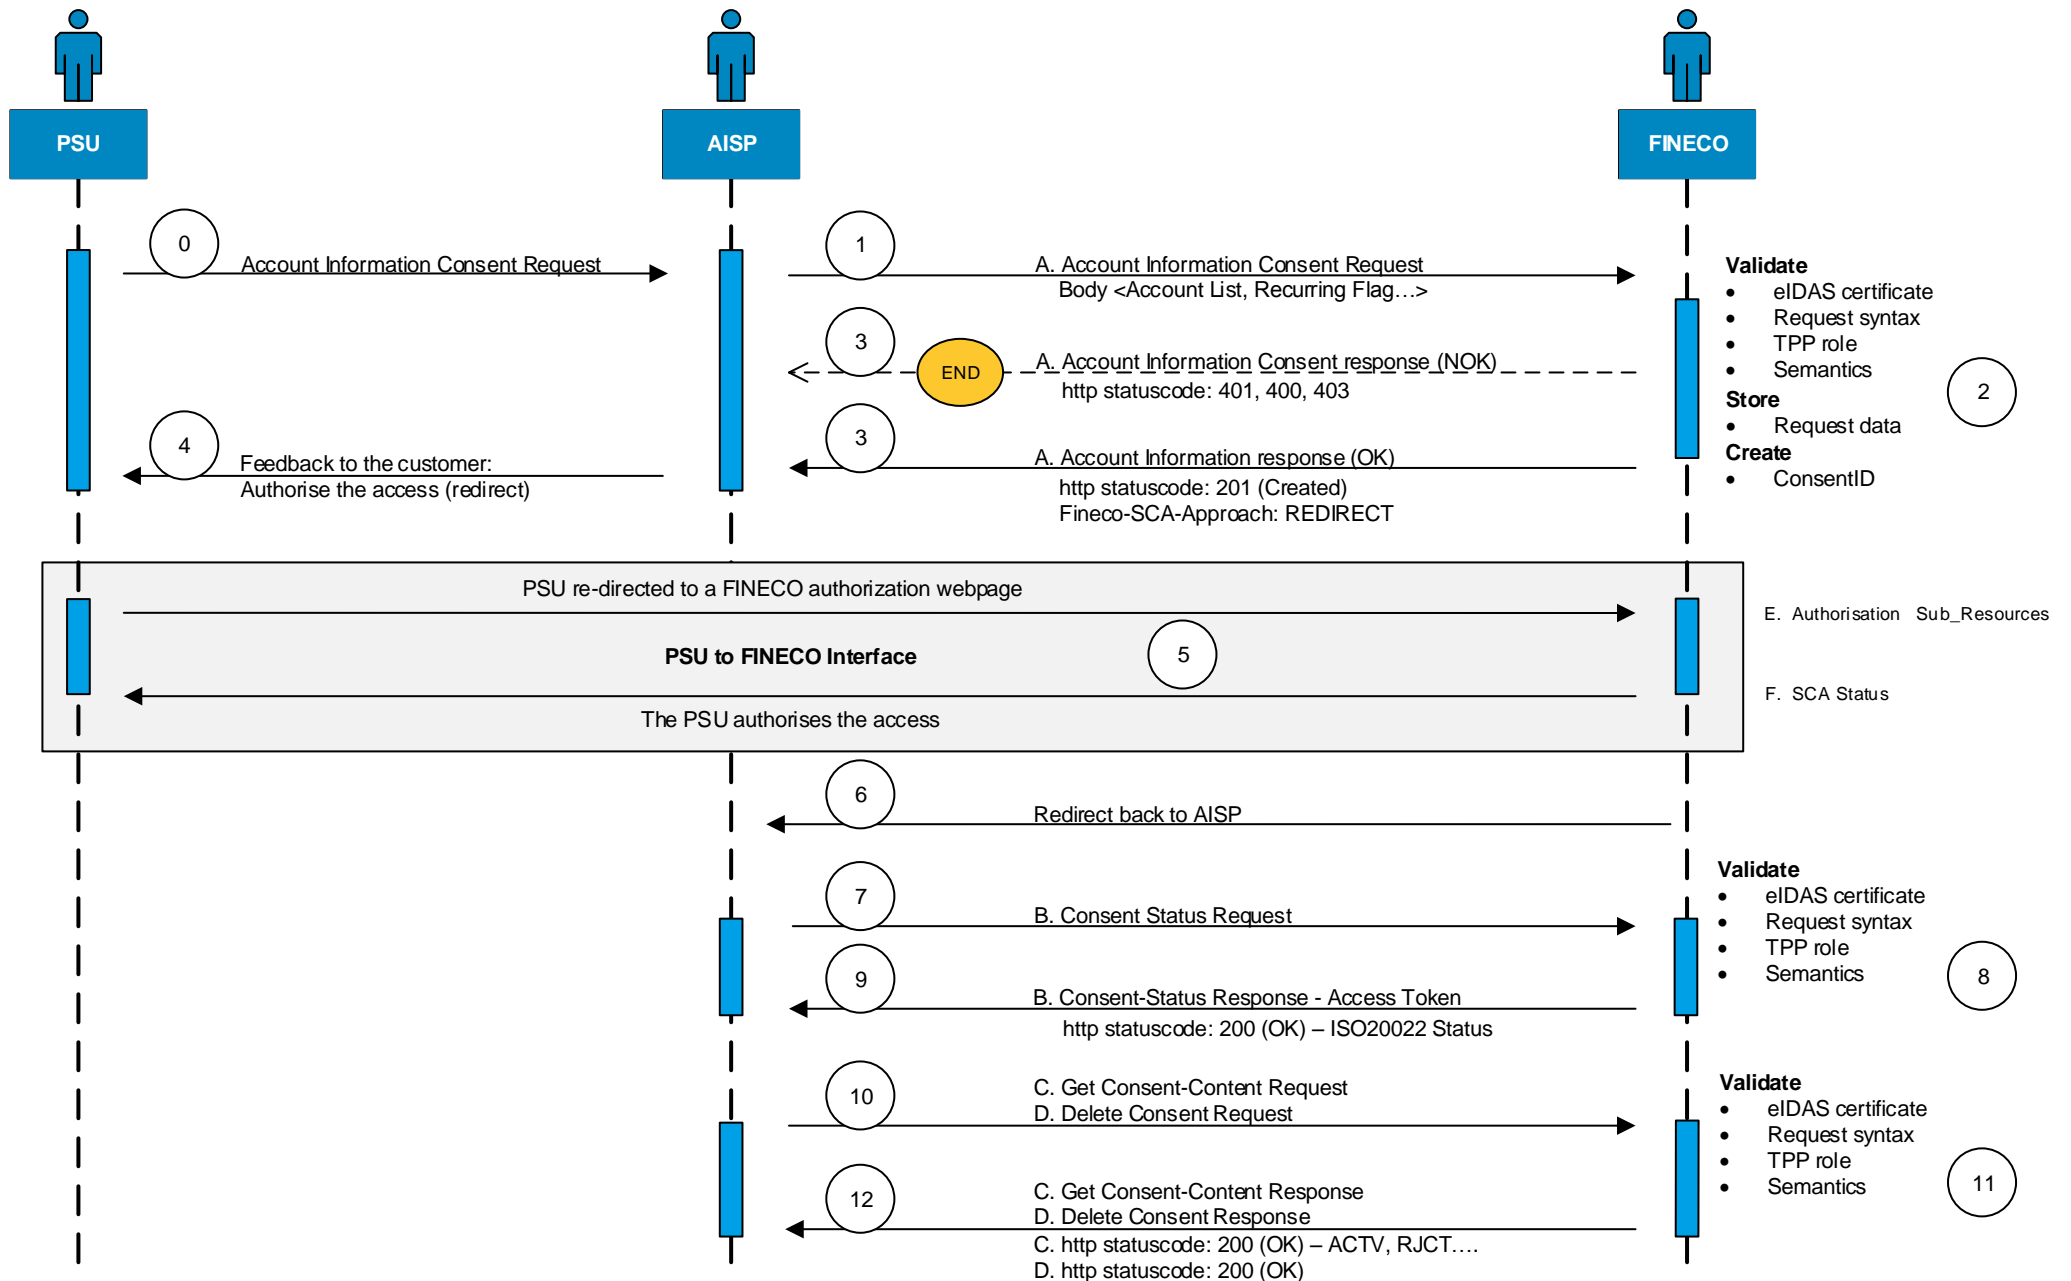 PSU
AISP
FINECO
0
Account Information Consent Request
1
A. Account Information Consent Request
Body <Account List, Recurring Flag…>
Validate
• eIDAS certificate
• Request syntax
• TPP role
• Semantics
Store
• Request data
Create
• ConsentID
2
3
END
A. Account Information Consent response (NOK)
http statuscode: 401, 400, 403
3
A. Account Information response (OK)
http statuscode: 201 (Created)
Fineco-SCA-Approach: REDIRECT
4
Feedback to the customer:
Authorise the access (redirect)
PSU re-directed to a FINECO authorization webpage
E. Authorisation Sub_Resources
PSU to FINECO Interface
5
F. SCA Status
The PSU authorises the access
6
Redirect back to AISP
7
B. Consent Status Request
Validate
• eIDAS certificate
• Request syntax
• TPP role
• Semantics
8
9
B. Consent-Status Response - Access Token
http statuscode: 200 (OK) – ISO20022 Status
10
C. Get Consent-Content Request
D. Delete Consent Request
Validate
• eIDAS certificate
• Request syntax
• TPP role
• Semantics
11
12
C. Get Consent-Content Response
D. Delete Consent Response
C. http statuscode: 200 (OK) – ACTV, RJCT….
D. http statuscode: 200 (OK)